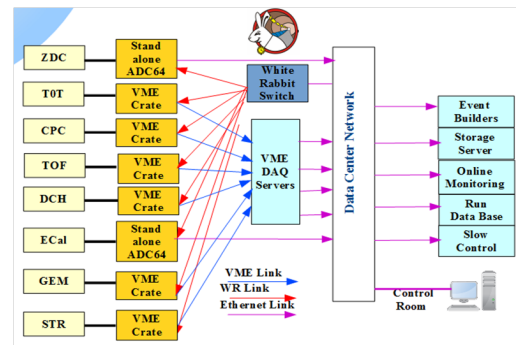 ZDC
Stand
alone
ADC64
T0T
VME
Crate
CPC
VME
Crate
TOF
VME
Crate
DCH
VME
Crate
ECal
Stand
alone
ADC64
GEM
VME
Crate
STR
VME
Crate
White
Rabbit
Switch
VME
DAQ
Servers
Data Center Network
Event
Builders
Storage
Server
Online
Monitoring
Run
Data Base
Slow
Control
VME Link
WR Link
Ethernet Link
Control
Room